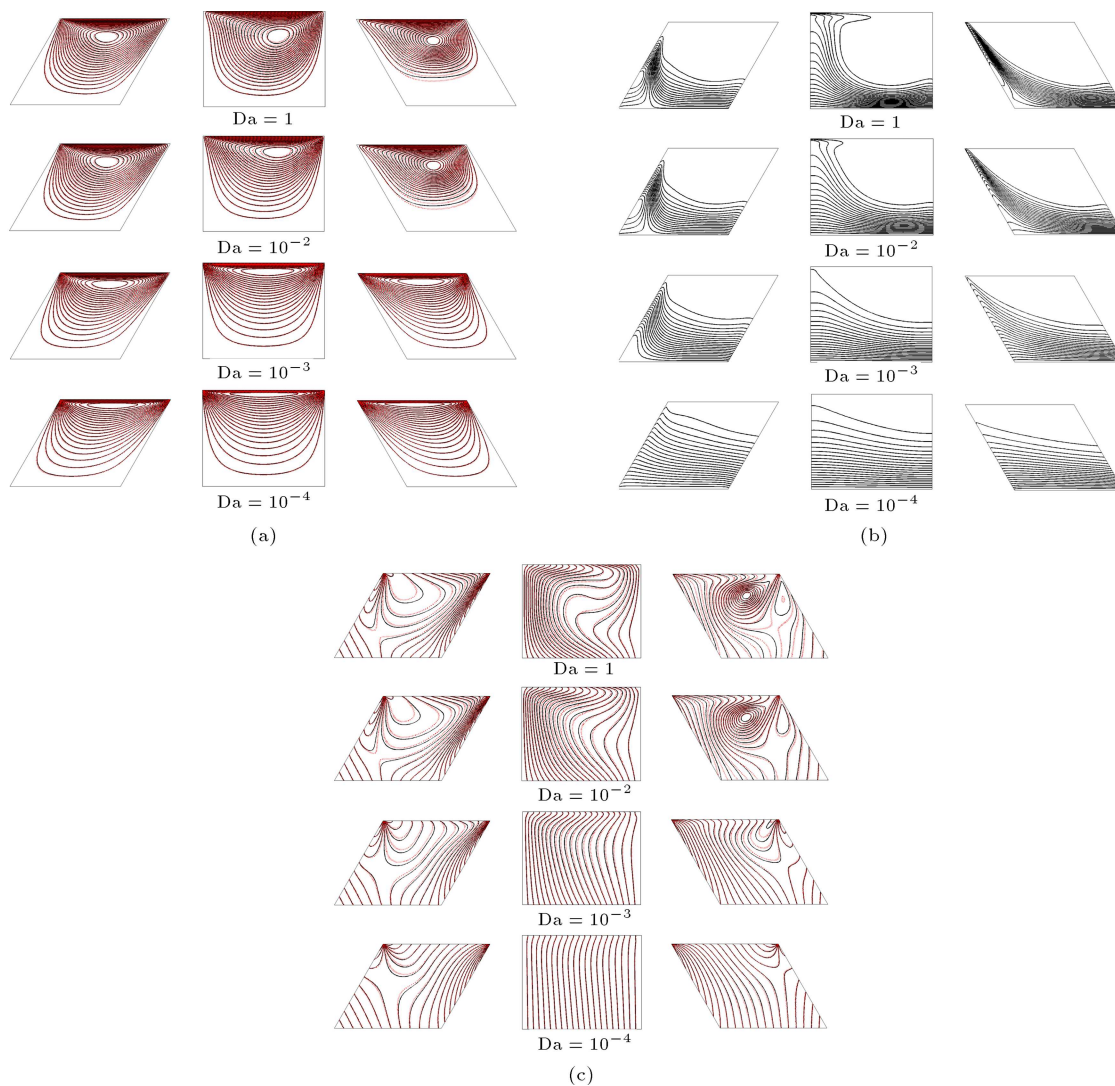 Da = 1
Da = 10⁻²
Da = 10⁻³
Da = 10⁻⁴
(a)
Da = 1
Da = 10⁻²
Da = 10⁻³
Da = 10⁻⁴
(b)
Da = 1
Da = 10⁻²
Da = 10⁻³
Da = 10⁻⁴
(c)